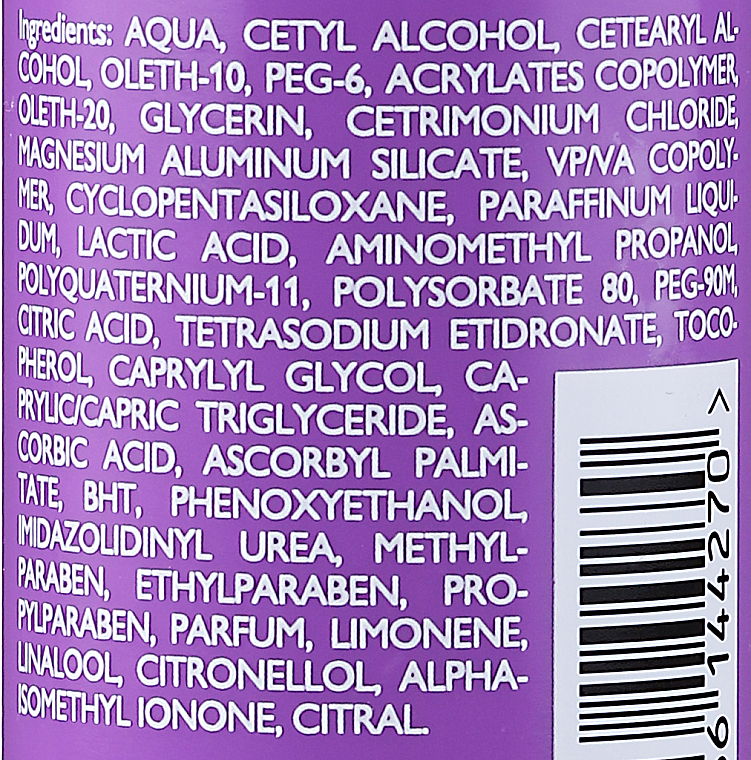 Ingredients: AQUA, CETYL ALCOHOL, CETEARYL AL-
COHOL, OLETH-10, PEG-6, ACRYLATES COPOLYMER,
OLETH-20, GLYCERIN, CETRIMONIUM CHLORIDE,
MAGNESIUM ALUMINUM SILICATE, VP/VA COPOLY-
MER, CYCLOPENTASILOXANE, PARAFFINUM LIQUI-
DUM, LACTIC ACID, AMINOMETHYL PROPANOL,
POLYQUATERNIUM-11, POLYSORBATE 80, PEG-90M,
CITRIC ACID, TETRASODIUM ETIDRONATE, TOCO-
PHEROL, CAPRYLYL GLYCOL, CA-
PRYLIC/CAPRIC TRIGLYCERIDE, AS-
CORBIC ACID, ASCORBYL PALMI-
TATE, BHT, PHENOXYETHANOL,
IMIDAZOLIDINYL UREA, METHYL-
PARABEN, ETHYLPARABEN, PRO-
PYLPARABEN, PARFUM, LIMONENE,
LINALOOL, CITRONELLOL, ALPHA-
ISOMETHYL IONONE, CITRAL.
6 144270 >